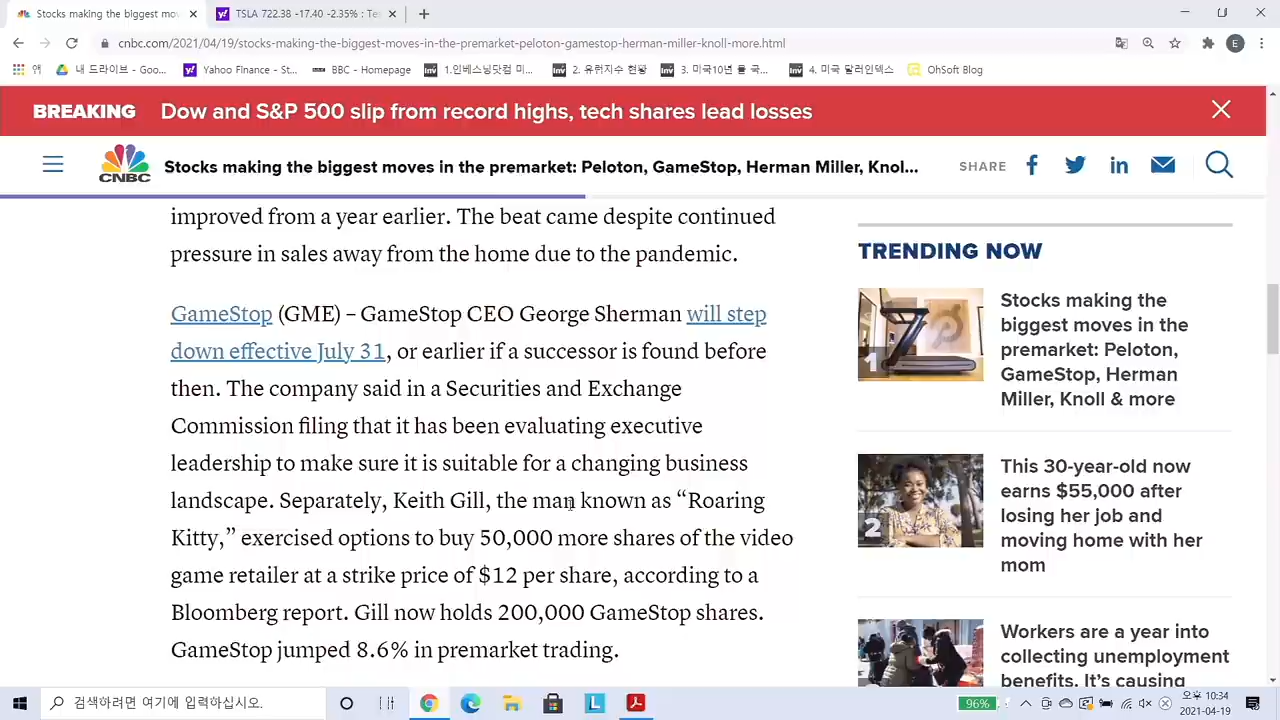 Stocks making the biggest mov
TSLA 722.38 -17.40 -2.35% : Te
cnbc.com/2021/04/19/stocks-making-the-biggest-moves-in-the-premarket-peloton-gamestop-herman-miller-knoll-more.html
E
앱
내 드라이브 - Goo...
Yahoo Finance - St...
BBC - Homepage
1.인베스팅닷컴 미...
4. 미국 달러인덱스
OhSoft Blog
BREAKING
Dow and S&P 500 slip from record highs, tech shares lead losses
CNBC
Stocks making the biggest moves in the premarket: Peloton, GameStop, Herman Miller, Knol...
SHARE
improved from a year earlier. The beat came despite continued
pressure in sales away from the home due to the pandemic.
GameStop (GME) – GameStop CEO George Sherman will step
down effective July 31, or earlier if a successor is found before
then. The company said in a Securities and Exchange
Commission filing that it has been evaluating executive
leadership to make sure it is suitable for a changing business
landscape. Separately, Keith Gill, the man known as “Roaring
Kitty,” exercised options to buy 50,000 more shares of the video
game retailer at a strike price of $12 per share, according to a
Bloomberg report. Gill now holds 200,000 GameStop shares.
GameStop jumped 8.6% in premarket trading.
TRENDING NOW
1
Stocks making the
biggest moves in the
premarket: Peloton,
GameStop, Herman
Miller, Knoll & more
2
This 30-year-old now
earns $55,000 after
losing her job and
moving home with her
mom
Workers are a year into
collecting unemployment
benefits. It’s causing
검색하려면 여기에 입력하십시오.
96%
오후 10:34
2021-04-19